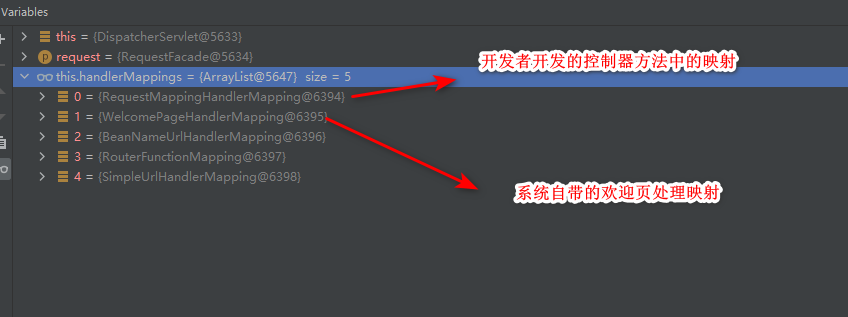 Variables
this = {DispatcherServlet@5633}
request = {RequestFacade@5634}
this.handlerMappings = {ArrayList@5647} size = 5
0 = {RequestMappingHandlerMapping@6394}
1 = {WelcomePageHandlerMapping@6395}
2 = {BeanNameUrlHandlerMapping@6396}
3 = {RouterFunctionMapping@6397}
4 = {SimpleUrlHandlerMapping@6398}
开发者开发的控制器方法中的映射
系统自带的欢迎页处理映射